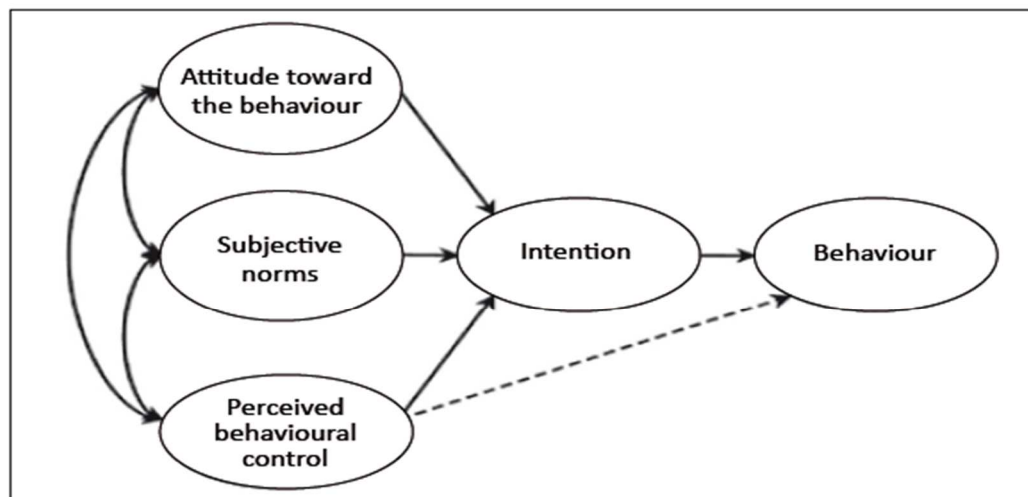 Attitude toward
the behaviour
Subjective
norms
Intention
Behaviour
Perceived
behavioural
control